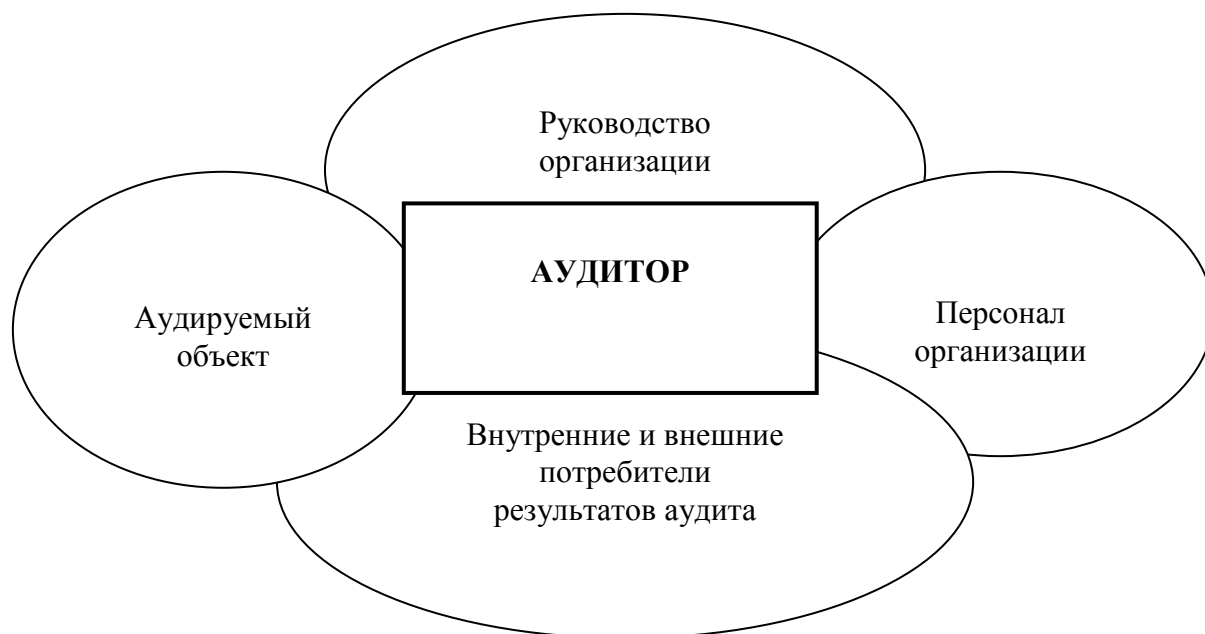 Руководство
организации
АУДИТОР
Аудируемый
объект
Персонал
организации
Внутренние и внешние
потребители
результатов аудита